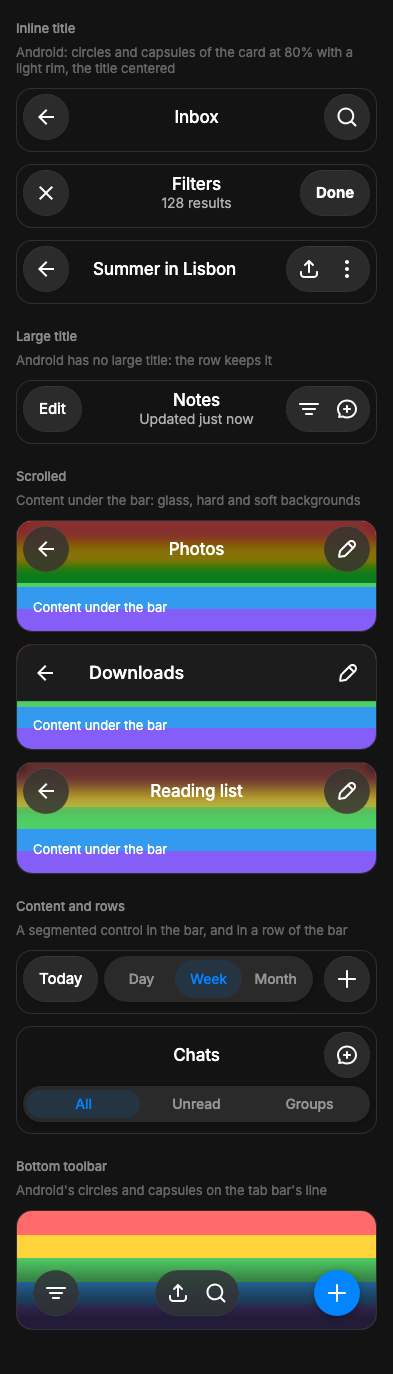 Inline title
Android: circles and capsules of the card at 80% with a
light rim, the title centered
Inbox
Filters
128 results
Done
Summer in Lisbon
Large title
Android has no large title: the row keeps it
Edit
Notes
Updated just now
Scrolled
Content under the bar: glass, hard and soft backgrounds
Photos
Content under the bar
Downloads
Content under the bar
Reading list
Content under the bar
Content and rows
A segmented control in the bar, and in a row of the bar
Today
Day
Week
Month
Chats
All
Unread
Groups
Bottom toolbar
Android's circles and capsules on the tab bar's line